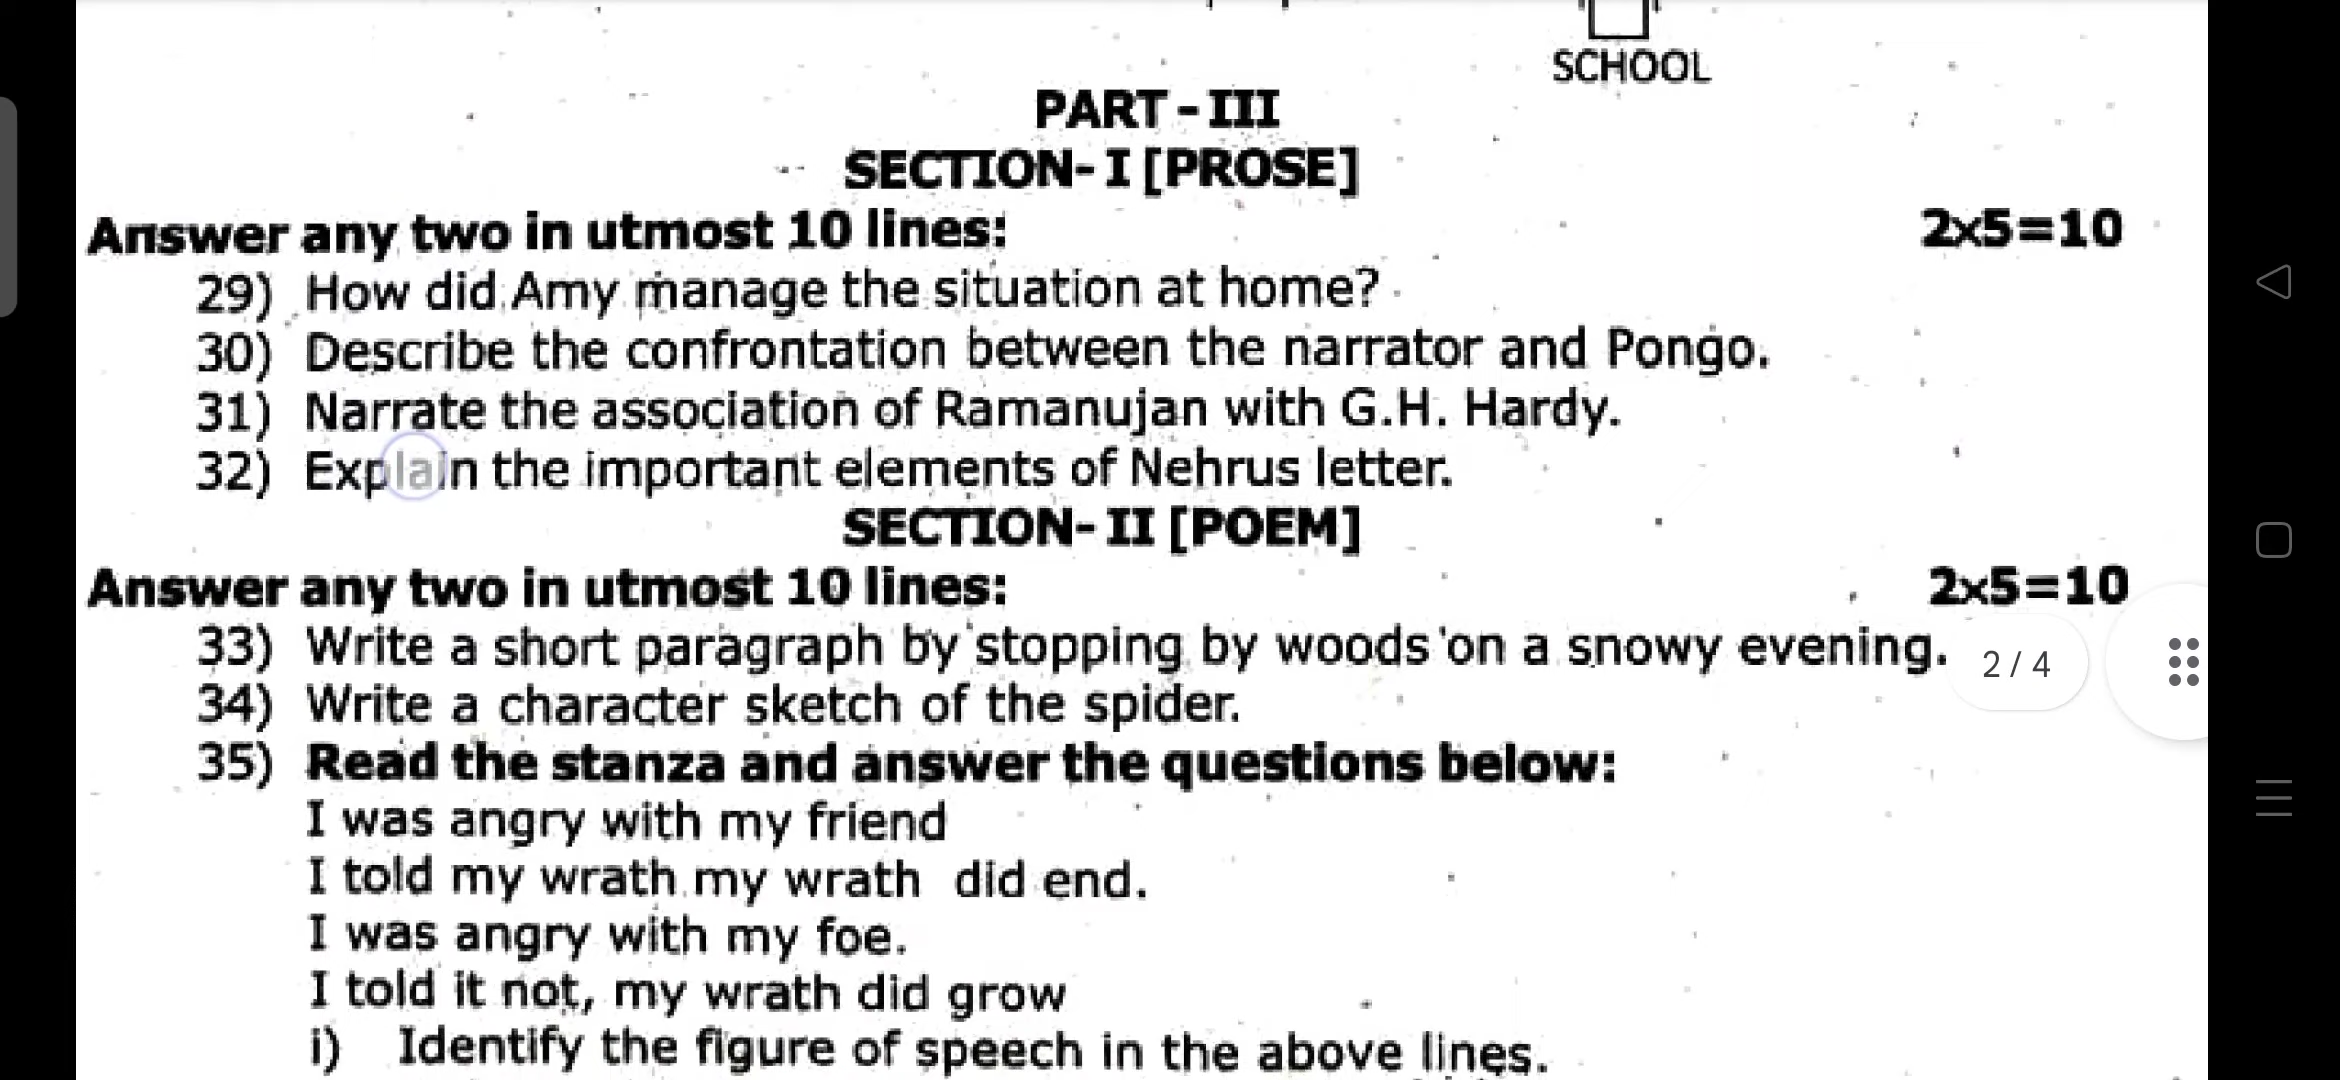 SCHOOL
PART - III
SECTION- I [PROSE]
Answer any two in utmost 10 lines: 2x5=10
29) How did Amy manage the situation at home?
30) Describe the confrontation between the narrator and Pongo.
31) Narrate the association of Ramanujan with G.H. Hardy.
32) Explain the important elements of Nehrus letter.
SECTION- II [POEM]
Answer any two in utmost 10 lines: 2x5=10
33) Write a short paragraph by stopping by woods on a snowy evening.
2 / 4
34) Write a character sketch of the spider.
35) Read the stanza and answer the questions below:
I was angry with my friend
I told my wrath my wrath did end.
I was angry with my foe.
I told it not, my wrath did grow
i) Identify the figure of speech in the above lines.